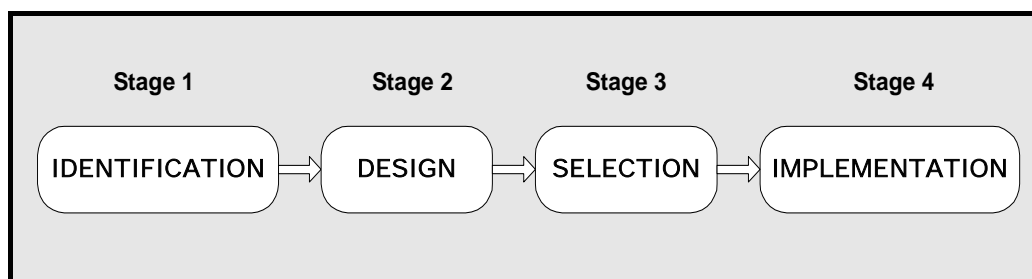 Stage 1 Stage 2 Stage 3 Stage 4
IDENTIFICATION DESIGN SELECTION IMPLEMENTATION